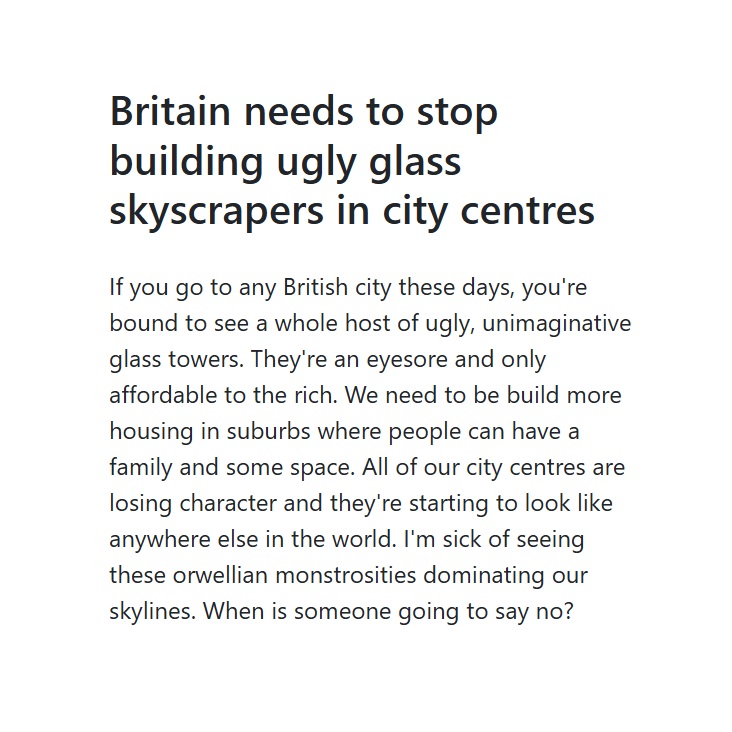 Britain needs to stop
building ugly glass
skyscrapers in city centres
If you go to any British city these days, you're
bound to see a whole host of ugly, unimaginative
glass towers. They're an eyesore and only
affordable to the rich. We need to be build more
housing in suburbs where people can have a
family and some space. All of our city centres are
losing character and they're starting to look like
anywhere else in the world. I'm sick of seeing
these orwellian monstrosities dominating our
skylines. When is someone going to say no?